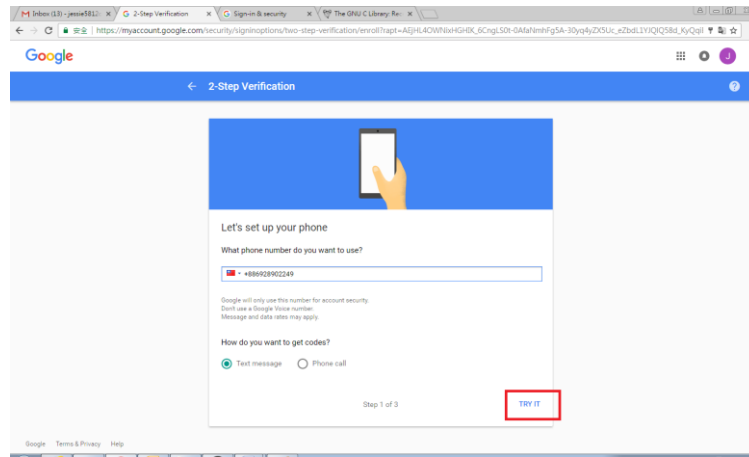 Inbox (13) - jessie5812
2-Step Verification
Sign-in & security
The GNU C Library: Re
安全
https://myaccount.google.com/security/signinoptions/two-step-verification/enroll?rapt=
Google
J
2-Step Verification
Let's set up your phone
What phone number do you want to use?
+886928902249
Google will only use this number for account security.
Don't use a Google Voice number.
Message and data rates may apply.
How do you want to get codes?
Text message
Phone call
Step 1 of 3
TRY IT
Google Terms & Privacy Help